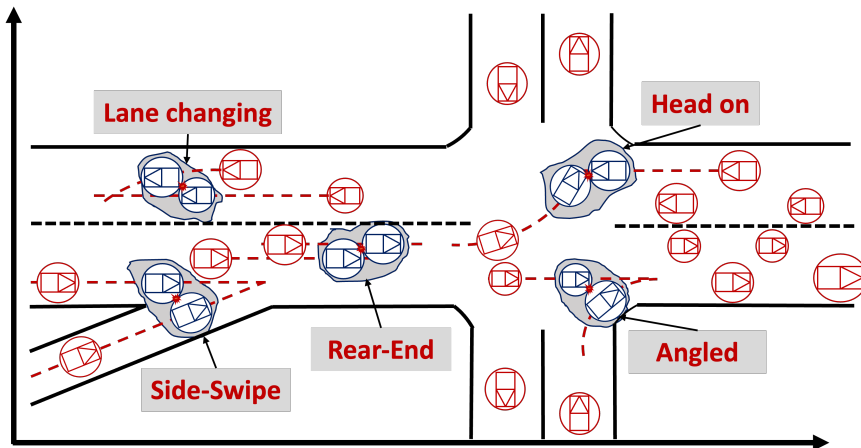 Lane changing
Head on
Rear-End
Angled
Side-Swipe